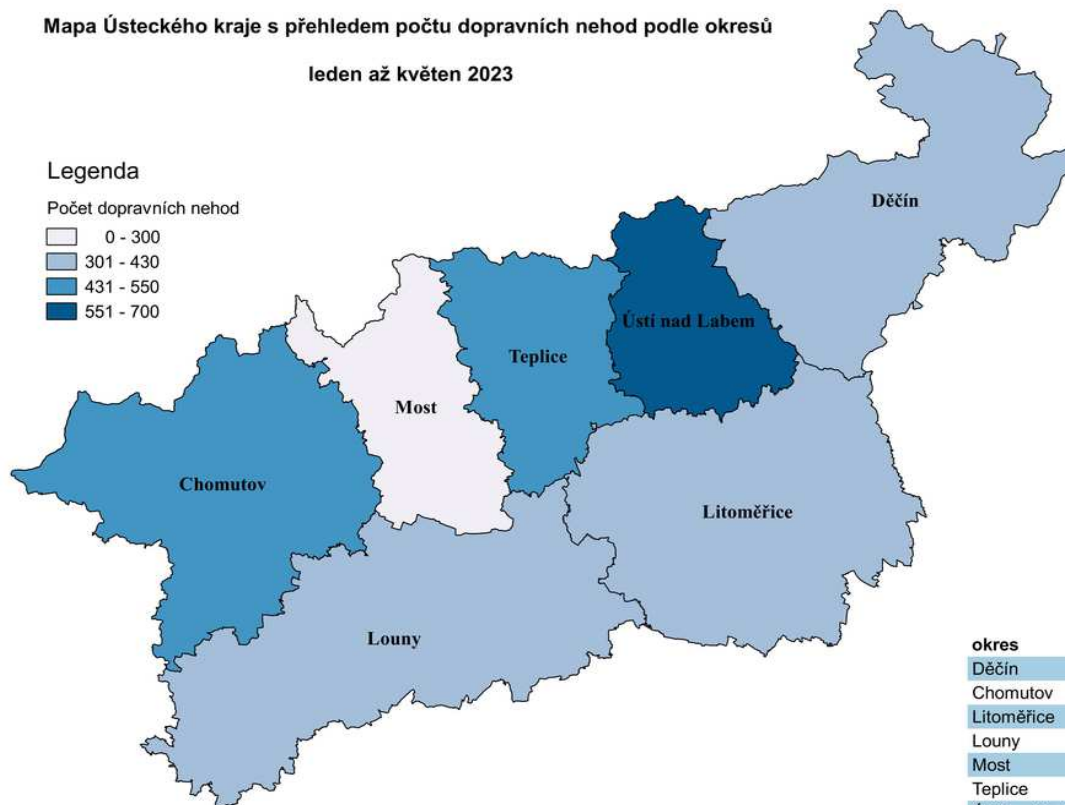 Mapa Ústeckého kraje s přehledem počtu dopravních nehod podle okresů
leden až květen 2023
Legenda
Počet dopravních nehod
0 - 300
301 - 430
431 - 550
551 - 700
Děčín
Ústí nad Labem
Teplice
Most
Chomutov
Litoměřice
Louny
okres
Děčín
Chomutov
Litoměřice
Louny
Most
Teplice